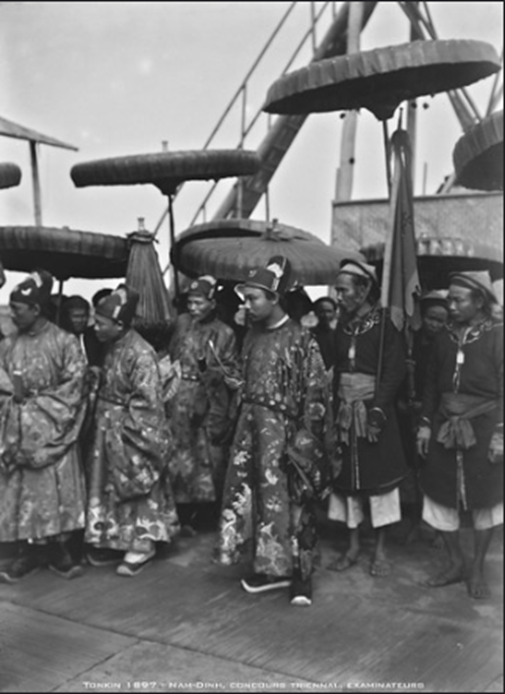 TONKIN 1897 - NAM-DINH, CONCOURS TRIENNAL, EXAMINATEURS